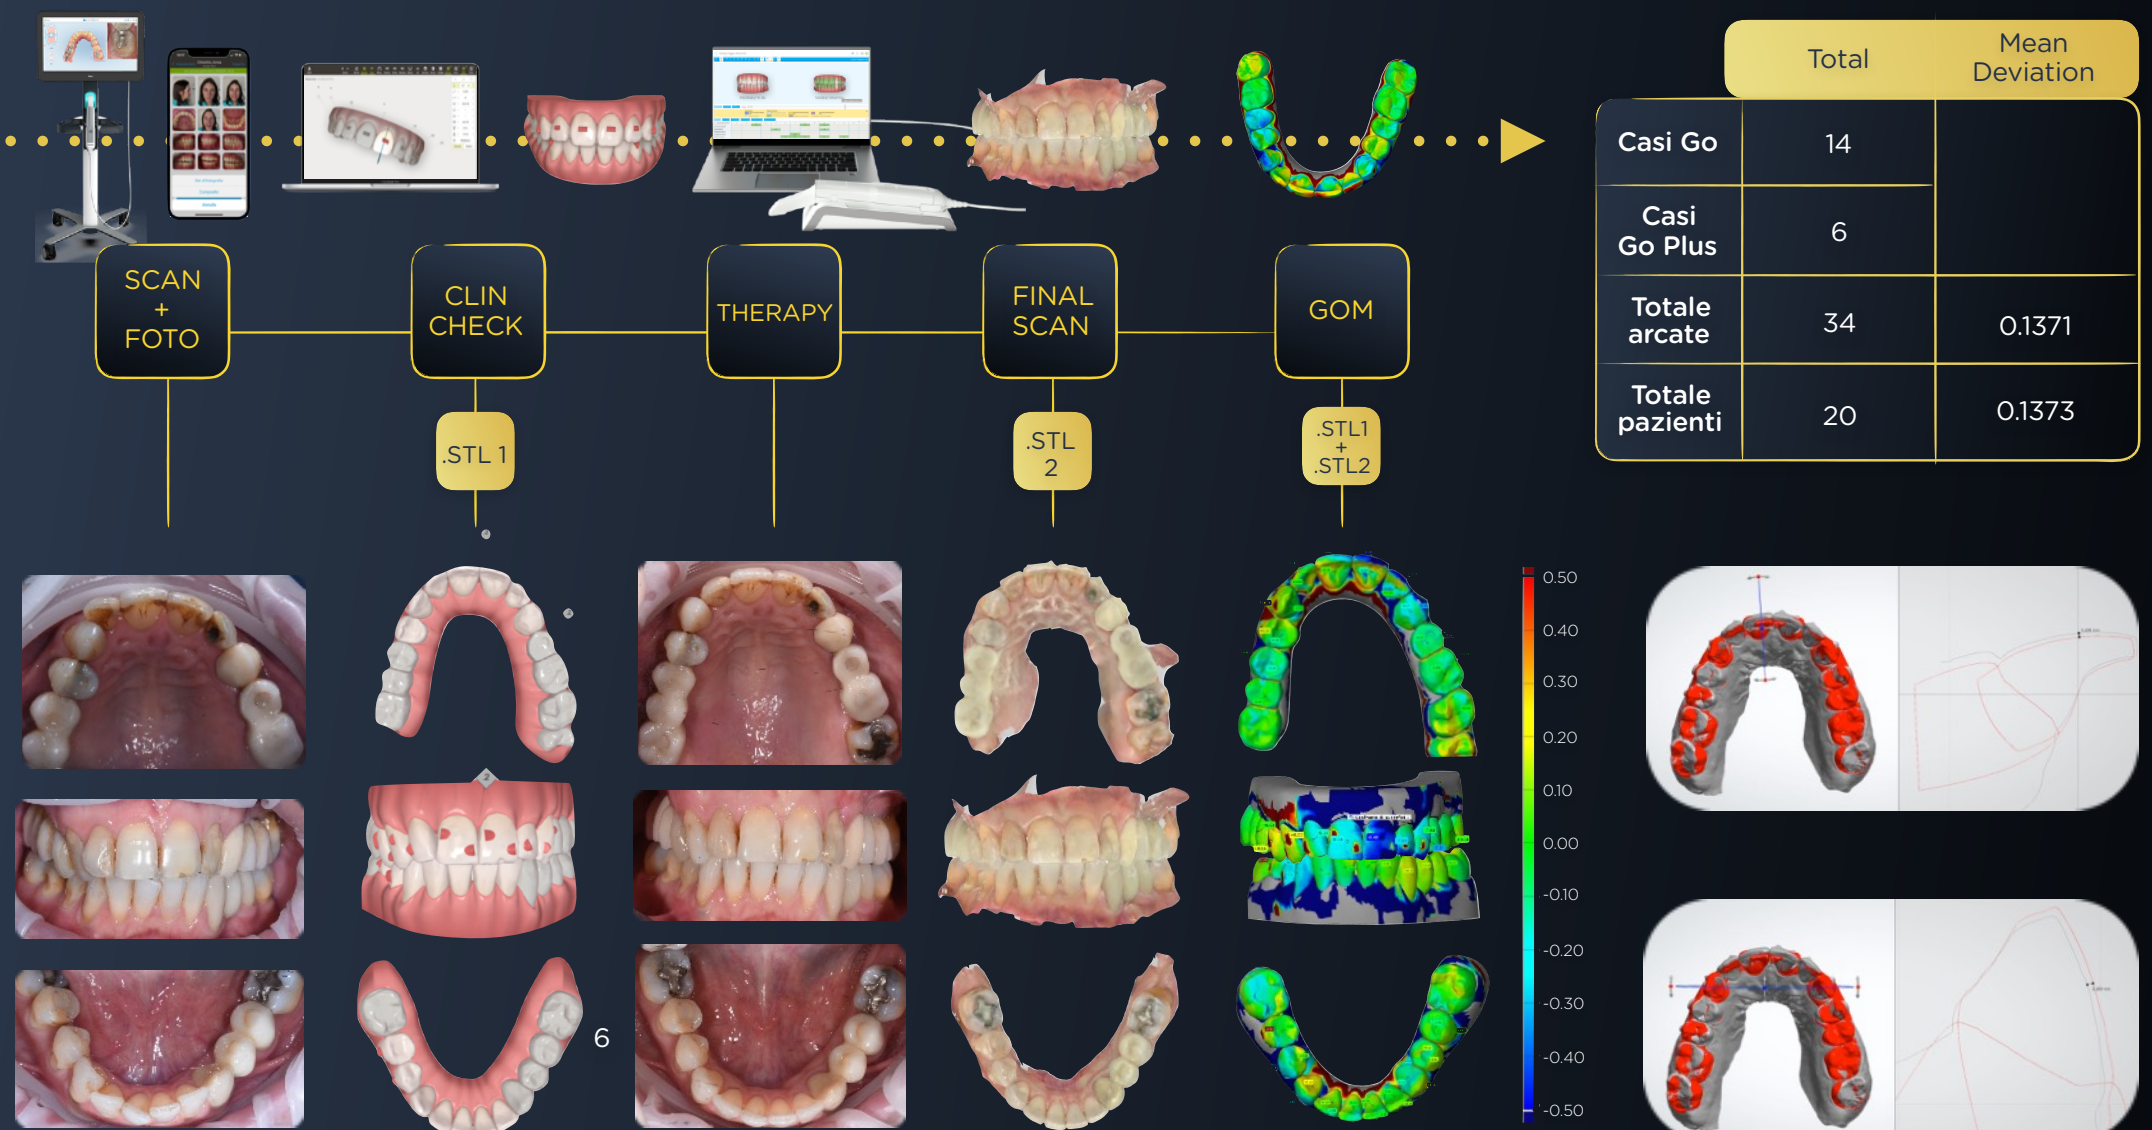 Total
Mean
Deviation
Casi Go
14
Casi
Go Plus
6
Totale
arcate
34
0.1371
Totale
pazienti
20
0.1373
SCAN
+
FOTO
CLIN
CHECK
THERAPY
FINAL
SCAN
GOM
.STL 1
.STL
2
.STL1
+
.STL2
0.50
0.40
0.30
0.20
0.10
0.00
-0.10
-0.20
-0.30
-0.40
-0.50
2
6